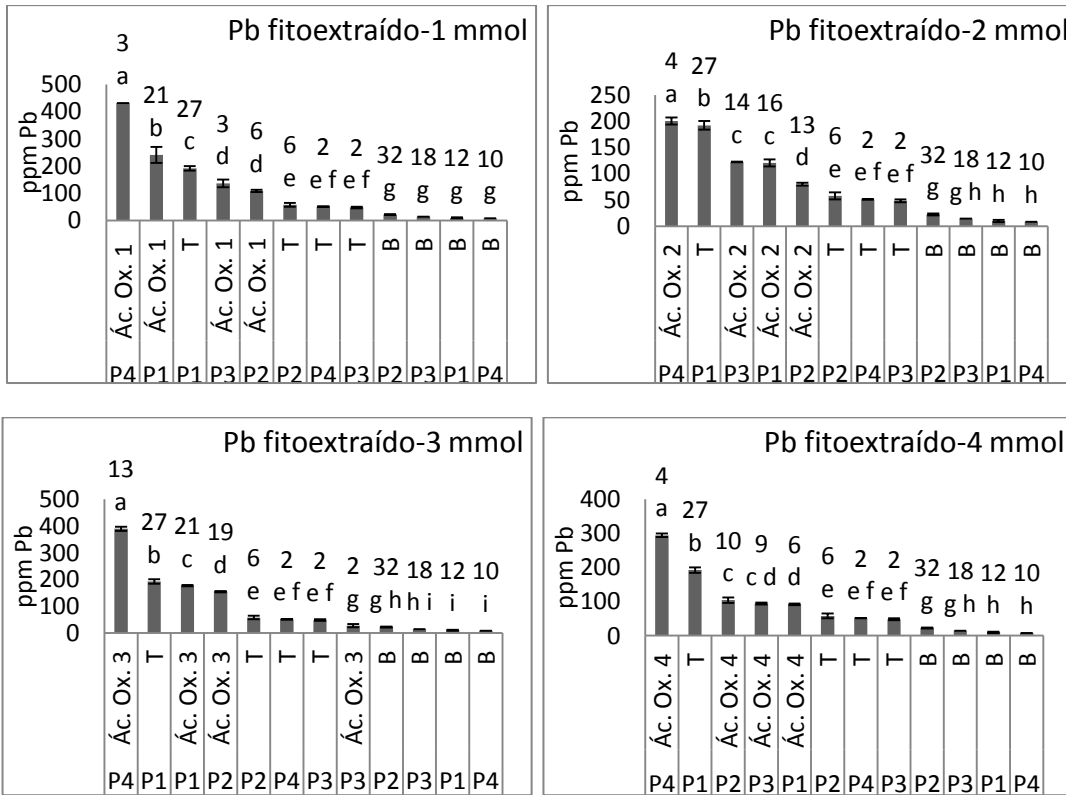 Pb fitoextraído-1 mmol
3 21 27 3 6 6 2 2 32 18 12 10
a b c d d e e f e f g g g g
500
400
300
200
100
0
ppm Pb
Ác. Ox. 1 Ác. Ox. 1 T Ác. Ox. 1 Ác. Ox. 1 T T T B B B B
P4 P1 P1 P3 P2 P2 P4 P3 P2 P3 P1 P4
Pb fitoextraído-2 mmol
4 27 14 16 13 6 2 2 32 18 12 10
a b c c d e e f e f g g h h h
250
200
150
100
50
0
ppm Pb
Ác. Ox. 2 T Ác. Ox. 2 Ác. Ox. 2 Ác. Ox. 2 T T T B B B B
P4 P1 P3 P1 P2 P2 P4 P3 P2 P3 P1 P4
Pb fitoextraído-3 mmol
13 27 21 19 6 2 2 2 32 18 12 10
a b c d e e f e f g g h h i i i
500
400
300
200
100
0
ppm Pb
Ác. Ox. 3 T Ác. Ox. 3 Ác. Ox. 3 T T T Ác. Ox. 3 B B B B
P4 P1 P1 P2 P2 P4 P3 P3 P2 P3 P1 P4
Pb fitoextraído-4 mmol
4 27 10 9 6 6 2 2 32 18 12 10
a b c c d d e e f e f g g h h h
400
300
200
100
0
ppm Pb
Ác. Ox. 4 T Ác. Ox. 4 Ác. Ox. 4 Ác. Ox. 4 T T T B B B B
P4 P1 P2 P3 P1 P2 P4 P3 P2 P3 P1 P4